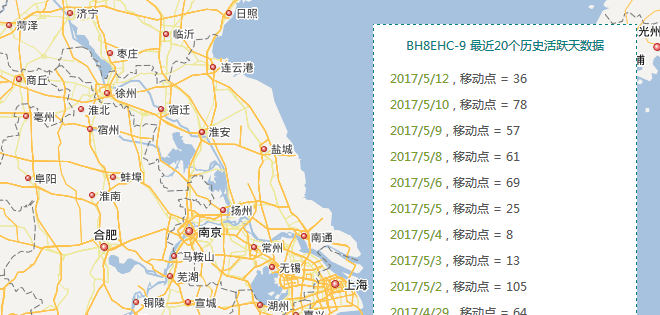 济宁
日照
菏泽
临沂
枣庄
连云港
商丘
徐州
淮北
宿迁
亳州
宿州
淮安
盐城
阜阳
蚌埠
淮南
扬州
合肥
南京
南通
常州
马鞍山
无锡
芜湖
上海
铜陵
宣城
湖州
嘉兴
光州
浦
BH8EHC-9 最近20个历史活跃天数据
2017/5/12 , 移动点 = 36
2017/5/10 , 移动点 = 78
2017/5/9 , 移动点 = 57
2017/5/8 , 移动点 = 61
2017/5/6 , 移动点 = 69
2017/5/5 , 移动点 = 25
2017/5/4 , 移动点 = 8
2017/5/3 , 移动点 = 13
2017/5/2 , 移动点 = 105
2017/4/29 , 移动点 = 64